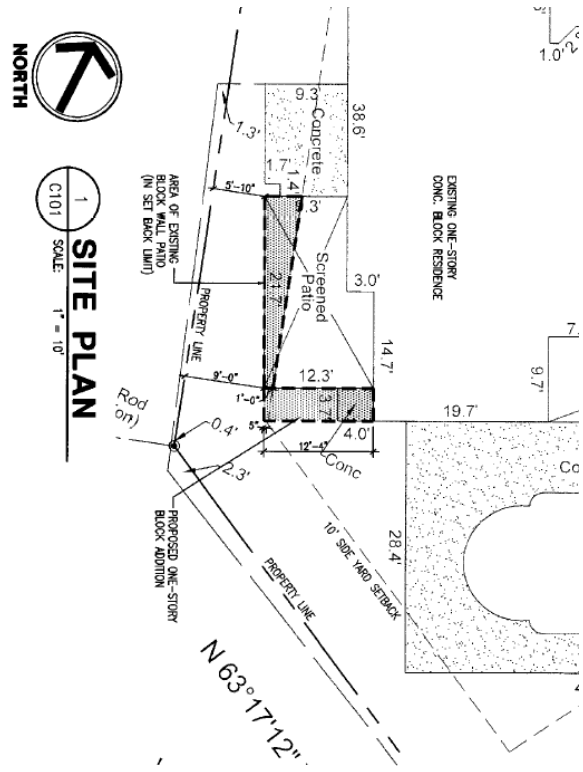 NORTH
1
C101
SITE PLAN
SCALE: 1" = 10'
1.3'
9.3'
Concrete
38.6'
1.0'
EXISTING ONE-STORY
CONC. BLOCK RESIDENCE
1.7'
1.4'
5'-10"
.3'
AREA OF EXISTING
BLOCK WALL PATIO
(IN SET BACK LIMIT)
21.7'
Screened
Patio
3.0'
14.7'
PROPERTY LINE
9'-0"
12.3'
1'-0"
3.7'
7.
9.7'
19.7'
Rod
on)
0.4'
5"
4.0'
12'-4"
Conc
Co
2.3'
PROPOSED ONE-STORY
BLOCK ADDITION
10' SIDE YARD SETBACK
28.4'
PROPERTY LINE
N 63°17'12"